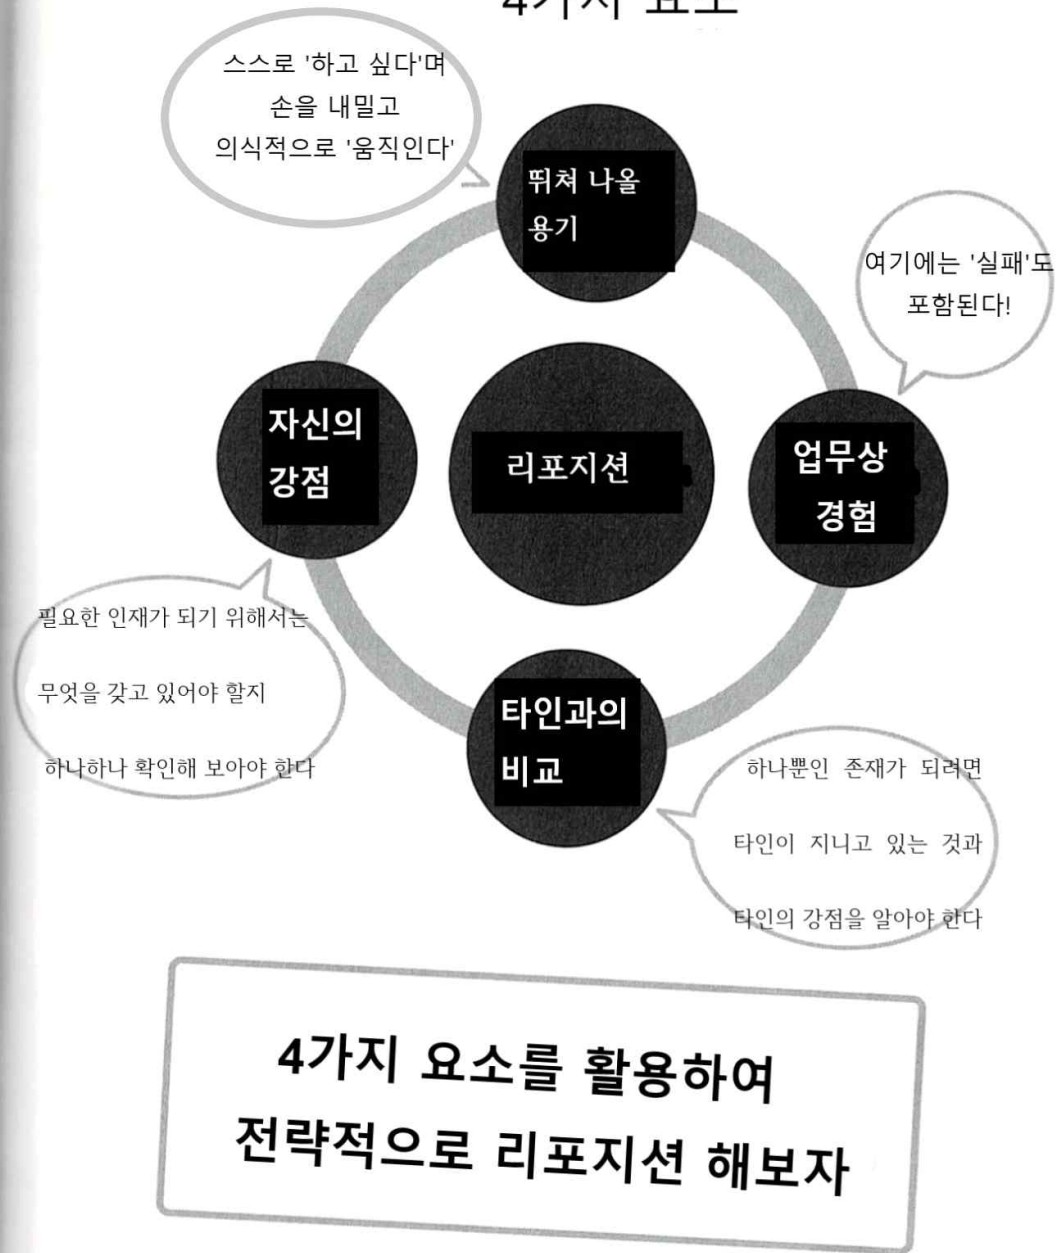 4가지 요소
스스로 '하고 싶다'며
손을 내밀고
의식적으로 '움직인다'
뛰쳐 나올
용기
여기에는 '실패'도
포함된다!
자신의
강점
리포지션
업무상
경험
필요한 인재가 되기 위해서는
무엇을 갖고 있어야 할지
하나하나 확인해 보아야 한다
타인과의
비교
하나뿐인 존재가 되려면
타인이 지니고 있는 것과
타인의 강점을 알아야 한다
4가지 요소를 활용하여
전략적으로 리포지션 해보자